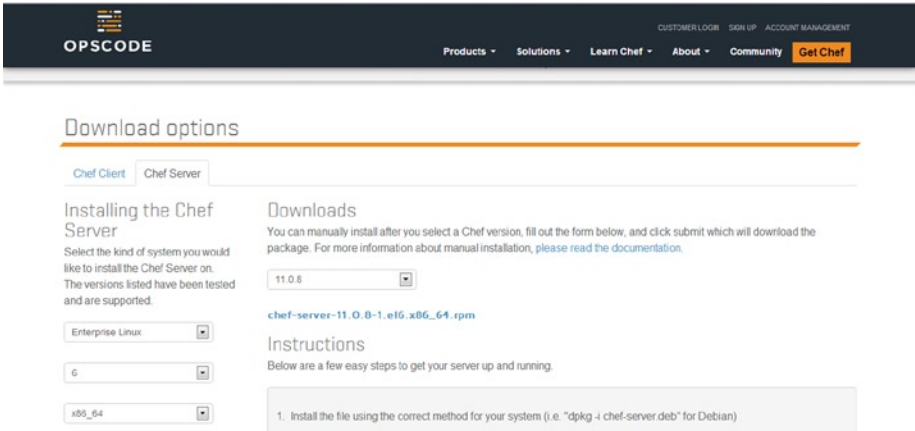 CUSTOMER LOGIN SIGN UP ACCOUNT MANAGEMENT
OPSCODE
Products Solutions Learn Chef About Community Get Chef
Download options
Chef Client Chef Server
Installing the Chef
Server
Select the kind of system you would
like to install the Chef Server on.
The versions listed have been tested
and are supported.
Enterprise Linux
6
x86_64
Downloads
You can manually install after you select a Chef version, fill out the form below, and click submit which will download the
package. For more information about manual installation, please read the documentation.
11.0.8
chef-server-11.0.8-1.el6.x86_64.rpm
Instructions
Below are a few easy steps to get your server up and running.
1. Install the file using the correct method for your system (i.e. "dpkg -i chef-server.deb" for Debian)